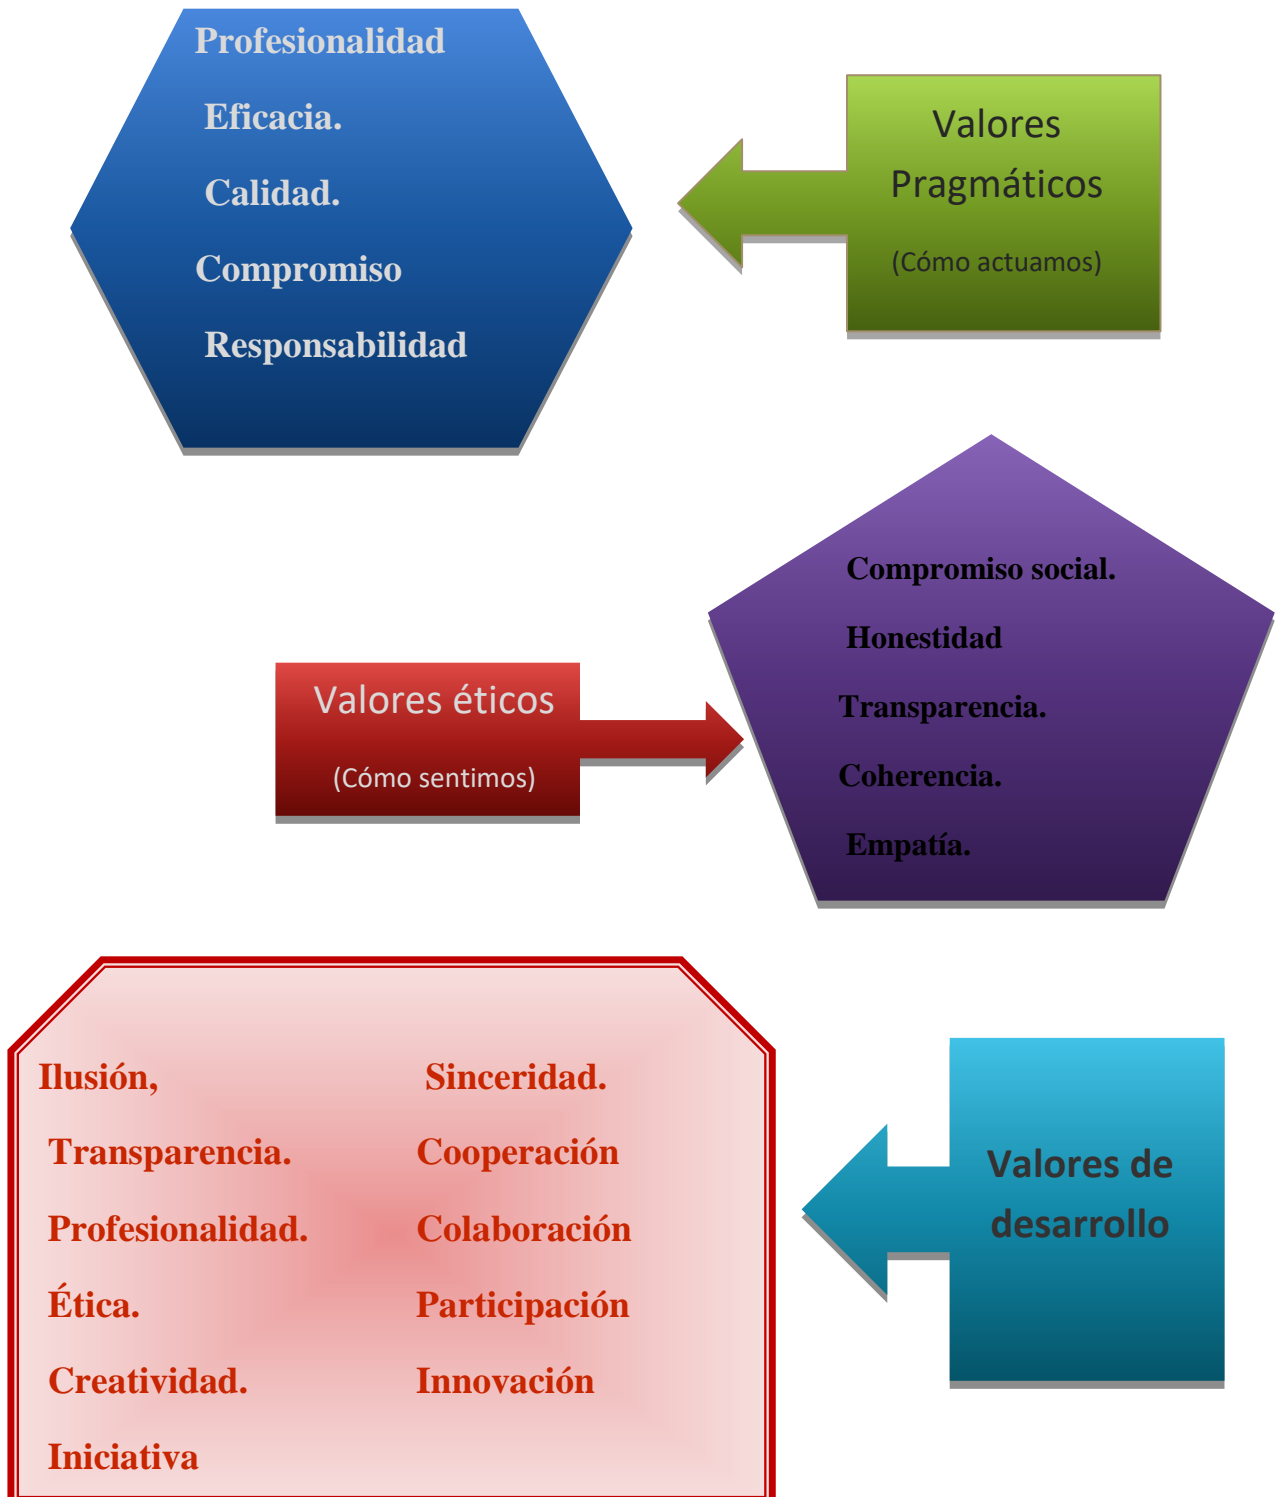 Profesionalidad
Eficacia.
Calidad.
Compromiso
Responsabilidad
Valores
Pragmáticos
(Cómo actuamos)
Valores éticos
(Cómo sentimos)
Compromiso social.
Honestidad
Transparencia.
Coherencia.
Empatía.
Ilusión,
Transparencia.
Profesionalidad.
Ética.
Creatividad.
Iniciativa
Sinceridad.
Cooperación
Colaboración
Participación
Innovación
Valores de
desarrollo